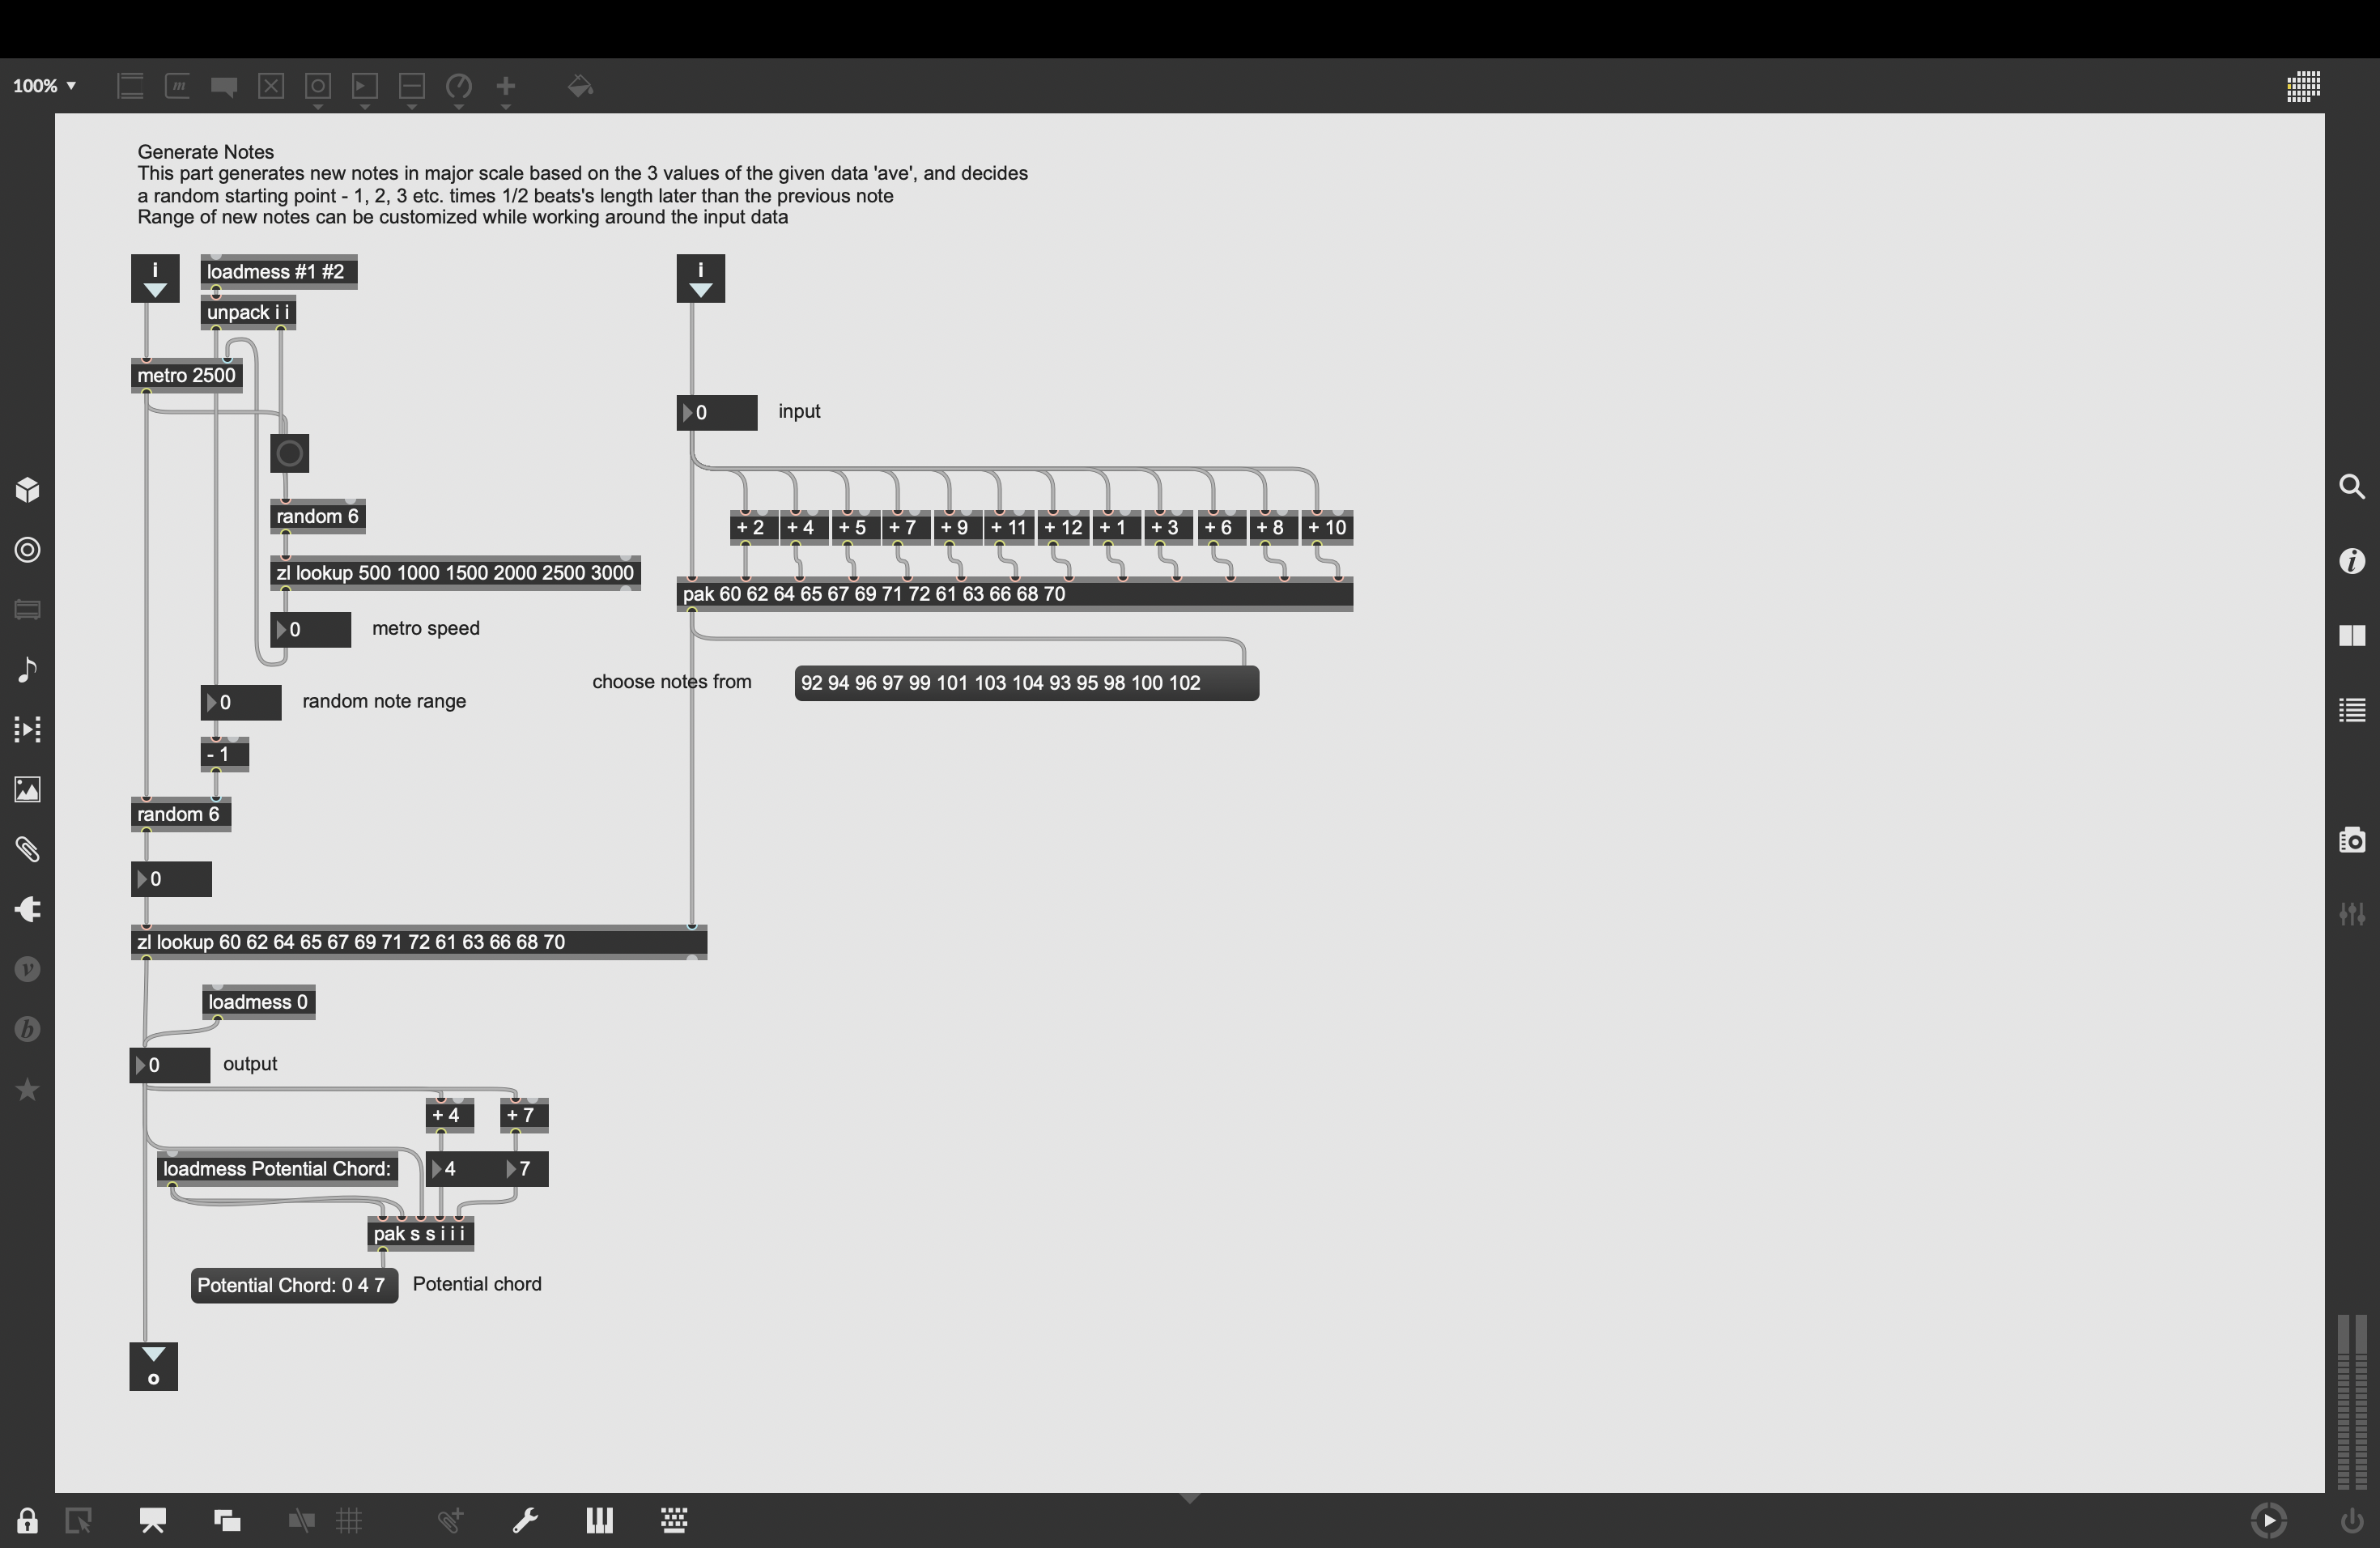 100%
Generate Notes
This part generates new notes in major scale based on the 3 values of the given data 'ave', and decides
a random starting point - 1, 2, 3 etc. times 1/2 beats's length later than the previous note
Range of new notes can be customized while working around the input data
i
loadmess #1 #2
unpack i i
metro 2500
random 6
zl lookup 500 1000 1500 2000 2500 3000
0
metro speed
0
random note range
- 1
random 6
0
i
0
input
+ 2
+ 4
+ 5
+ 7
+ 9
+ 11
+ 12
+ 1
+ 3
+ 6
+ 8
+ 10
pak 60 62 64 65 67 69 71 72 61 63 66 68 70
choose notes from
92 94 96 97 99 101 103 104 93 95 98 100 102
zl lookup 60 62 64 65 67 69 71 72 61 63 66 68 70
loadmess 0
0
output
+ 4
+ 7
loadmess Potential Chord:
4
7
pak s s i i i
Potential Chord: 0 4 7
Potential chord
o